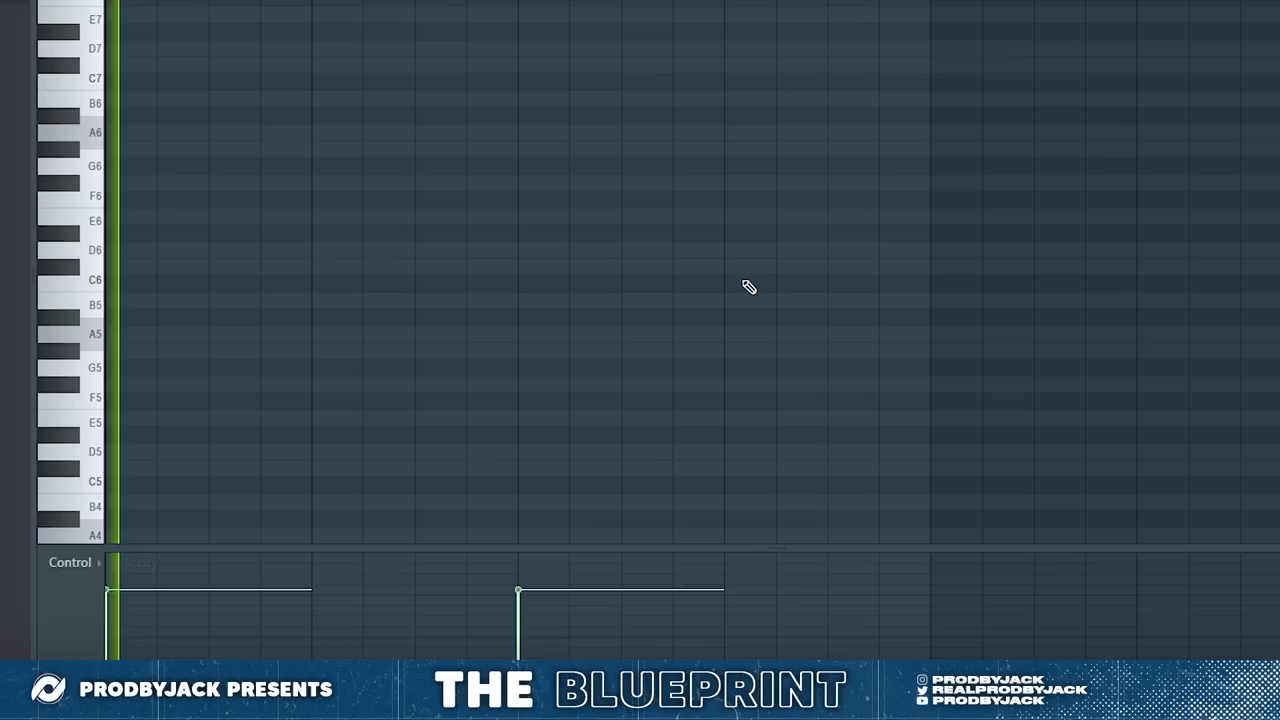 E7
D7
C7
B6
A6
G6
F6
E6
D6
C6
B5
A5
G5
F5
E5
D5
C5
B4
A4
Control
PRODBYJACK PRESENTS
THE BLUEPRINT
PRODBYJACK
REALPRODBYJACK
PRODBYJACK